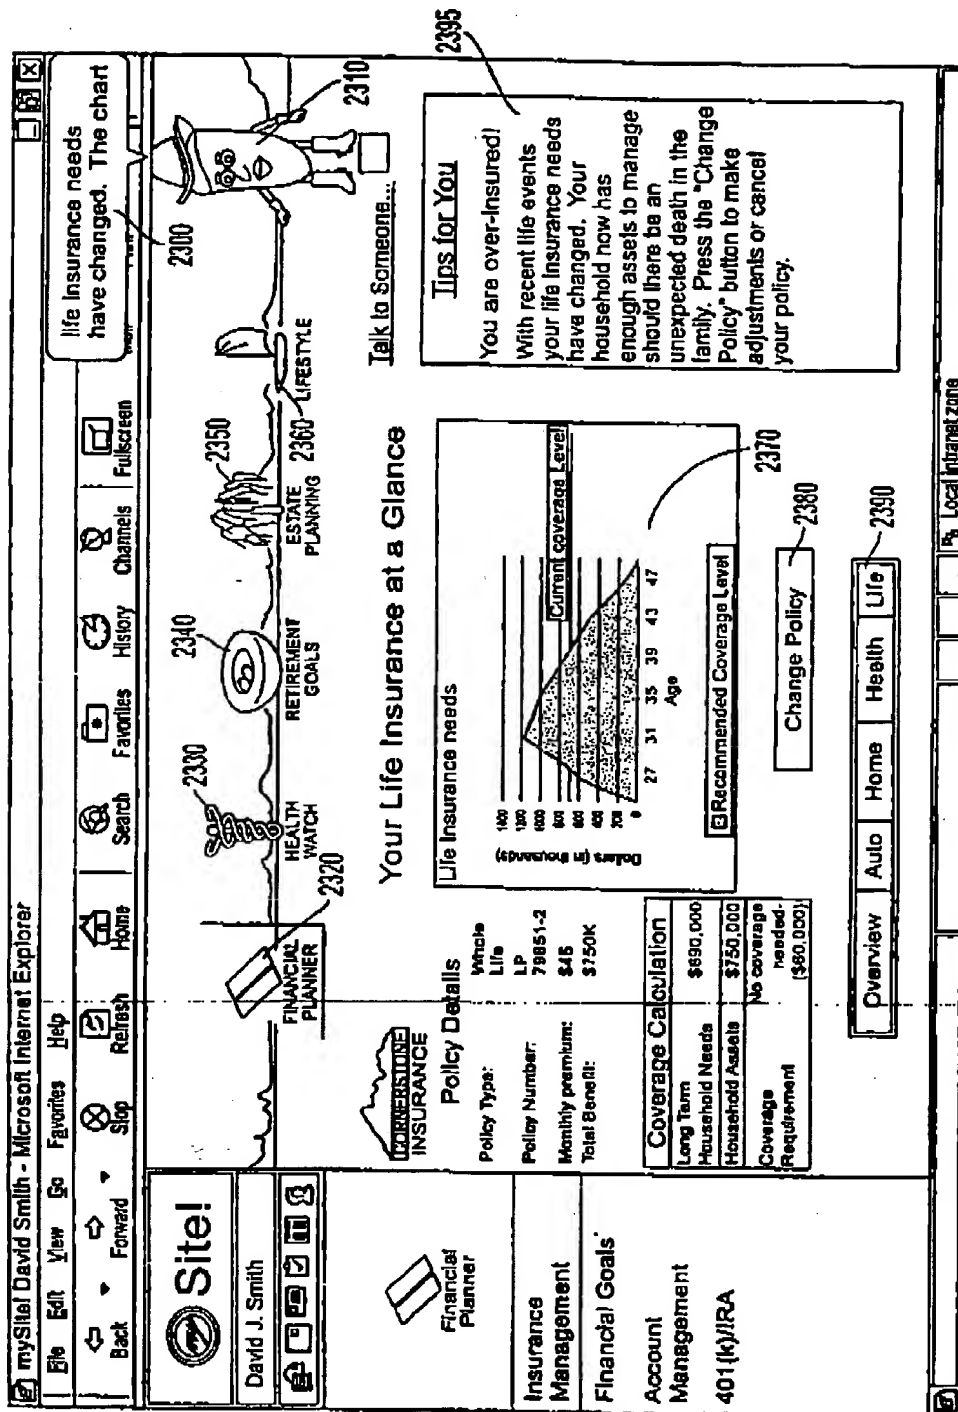 mySite! David Smith - Microsoft Internet Explorer
File Edit View Go Favorites Help
Back Forward Stop Refresh Home Search Favorites History Channels Fullscreen
life Insurance needs
have changed. The chart
2300
2310
my Site!
David J. Smith
Financial
Planner
Insurance
Management
Financial Goals
Account
Management
401(k)/IRA
FINANCIAL
PLANNER
2320
HEALTH
WATCH
2330
RETIREMENT
GOALS
2340
ESTATE
PLANNING
2350
LIFESTYLE
2360
Talk to Someone...
CORNERSTONE
INSURANCE
Your Life Insurance at a Glance
Policy Details
Policy Type: Whole
Life
Policy Number: LP
79851-2
Monthly premium: $45
Total Benefit: $750K
Coverage Calculation
Long Term
Household Needs $690,000
Household Assets $750,000
Coverage
Requirement
No coverage
needed-
($60,000)
Life Insurance needs
Dollars (in thousands)
1400
1200
1000
800
600
400
200
0
Current coverage Level
27 31 35 39 43 47
Age
Recommended Coverage Level
2370
Change Policy
2380
Overview Auto Home Health Life
2390
2395
Tips for You
You are over-insured!
With recent life events
your life insurance needs
have changed. Your
household now has
enough assets to manage
should there be an
unexpected death in the
family. Press the "Change
Policy" button to make
adjustments or cancel
your policy.
Local intranet zone